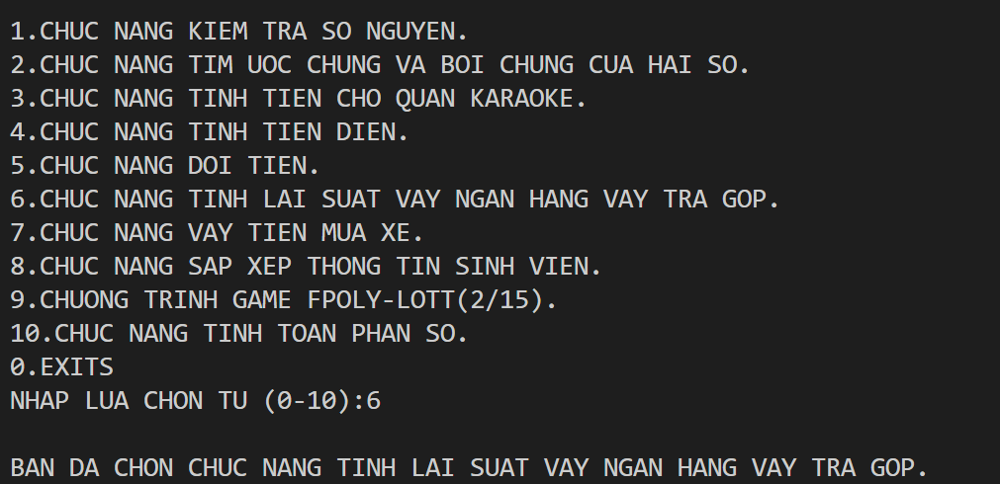 1.CHUC NANG KIEM TRA SO NGUYEN.
2.CHUC NANG TIM UOC CHUNG VA BOI CHUNG CUA HAI SO.
3.CHUC NANG TINH TIEN CHO QUAN KARAOKE.
4.CHUC NANG TINH TIEN DIEN.
5.CHUC NANG DOI TIEN.
6.CHUC NANG TINH LAI SUAT VAY NGAN HANG VAY TRA GOP.
7.CHUC NANG VAY TIEN MUA XE.
8.CHUC NANG SAP XEP THONG TIN SINH VIEN.
9.CHUONG TRINH GAME FPOLY-LOTT(2/15).
10.CHUC NANG TINH TOAN PHAN SO.
0.EXITS
NHAP LUA CHON TU (0-10):6
BAN DA CHON CHUC NANG TINH LAI SUAT VAY NGAN HANG VAY TRA GOP.